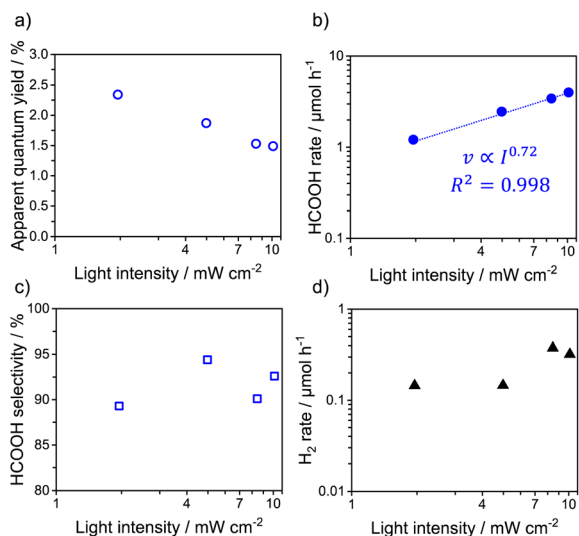 a)
Apparent quantum yield / %
3.0
2.5
2.0
1.5
1.0
0.5
0.0
1
4
7
10
Light intensity / mW cm⁻²
b)
HCOOH rate / µmol h⁻¹
10
1
0.1
v ∝ I^0.72
R² = 0.998
1
4
7
10
Light intensity / mW cm⁻²
c)
HCOOH selectivity / %
100
95
90
85
80
1
4
7
10
Light intensity / mW cm⁻²
d)
H₂ rate / µmol h⁻¹
1
0.1
0.01
1
4
7
10
Light intensity / mW cm⁻²